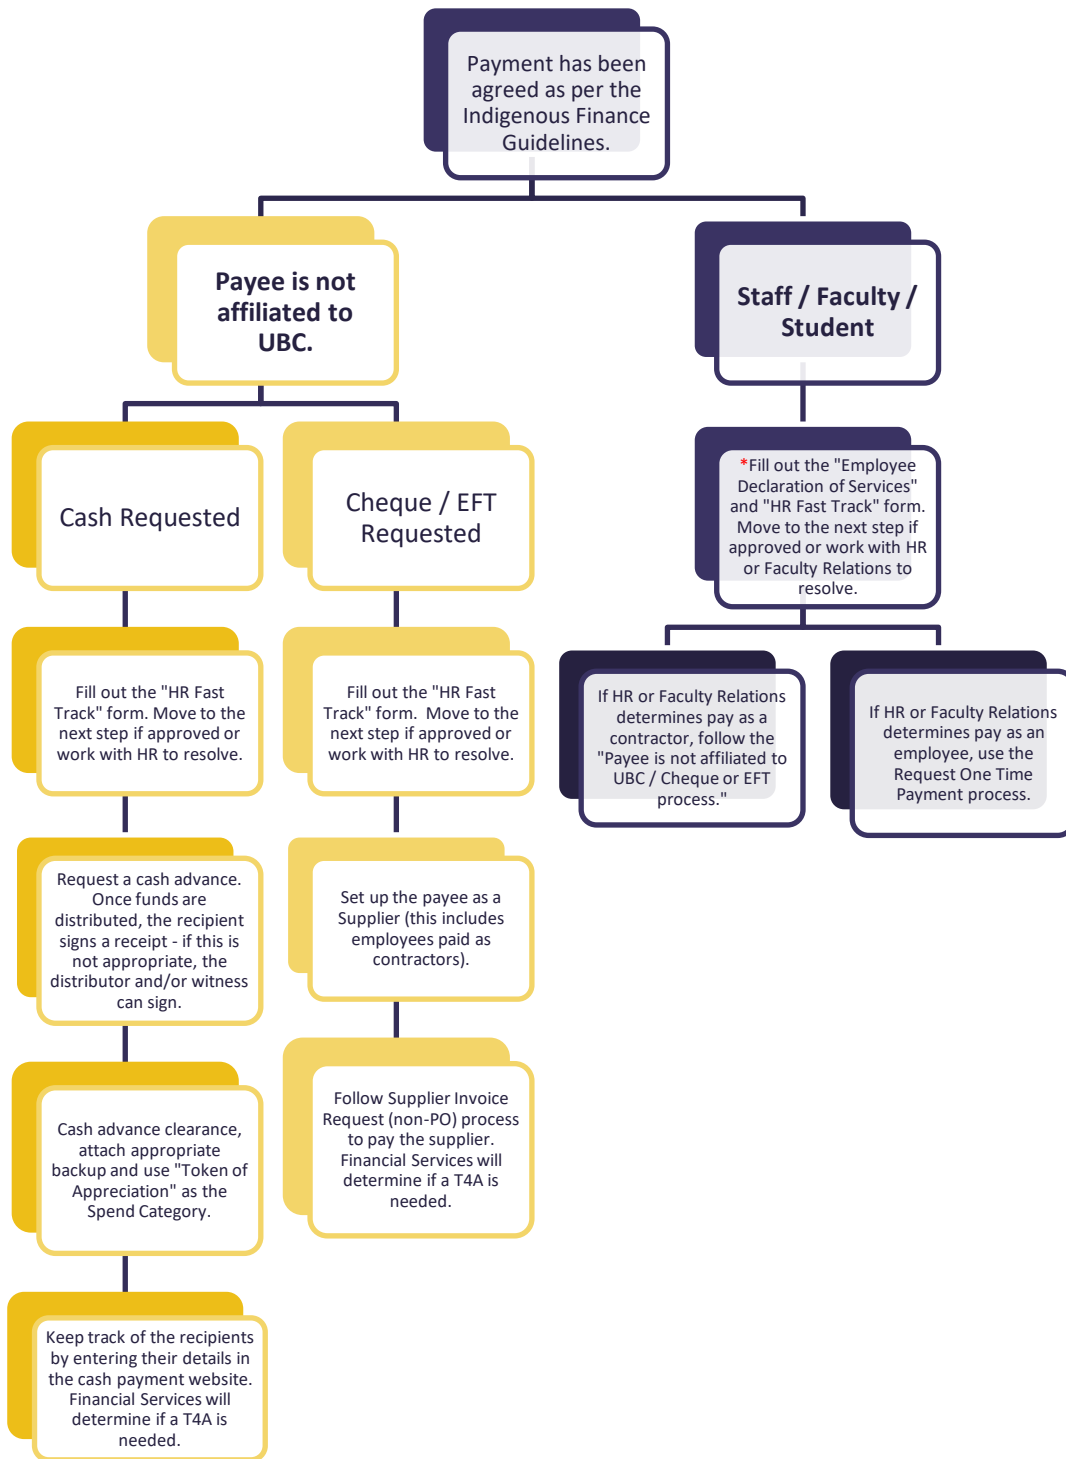 Payment has been
agreed as per the
Indigenous Finance
Guidelines.
Payee is not
affiliated to
UBC.
Staff / Faculty /
Student
Cash Requested
Cheque / EFT
Requested
*Fill out the "Employee
Declaration of Services"
and "HR Fast Track" form.
Move to the next step if
approved or work with HR
or Faculty Relations to
resolve.
Fill out the "HR Fast
Track" form. Move to the
next step if approved or
work with HR to resolve.
Fill out the "HR Fast
Track" form.  Move to the
next step if approved or
work with HR to resolve.
If HR or Faculty Relations
determines pay as a
contractor, follow the
"Payee is not affiliated to
UBC / Cheque or EFT
process."
If HR or Faculty Relations
determines pay as an
employee, use the
Request One Time
Payment process.
Request a cash advance.
Once funds are
distributed, the recipient
signs a receipt - if this is
not appropriate, the
distributor and/or witness
can sign.
Set up the payee as a
Supplier (this includes
employees paid as
contractors).
Cash advance clearance,
attach appropriate
backup and use "Token of
Appreciation" as the
Spend Category.
Follow Supplier Invoice
Request (non-PO) process
to pay the supplier.
Financial Services will
determine if a T4A is
needed.
Keep track of the recipients
by entering their details in
the cash payment website.
Financial Services will
determine if a T4A is
needed.